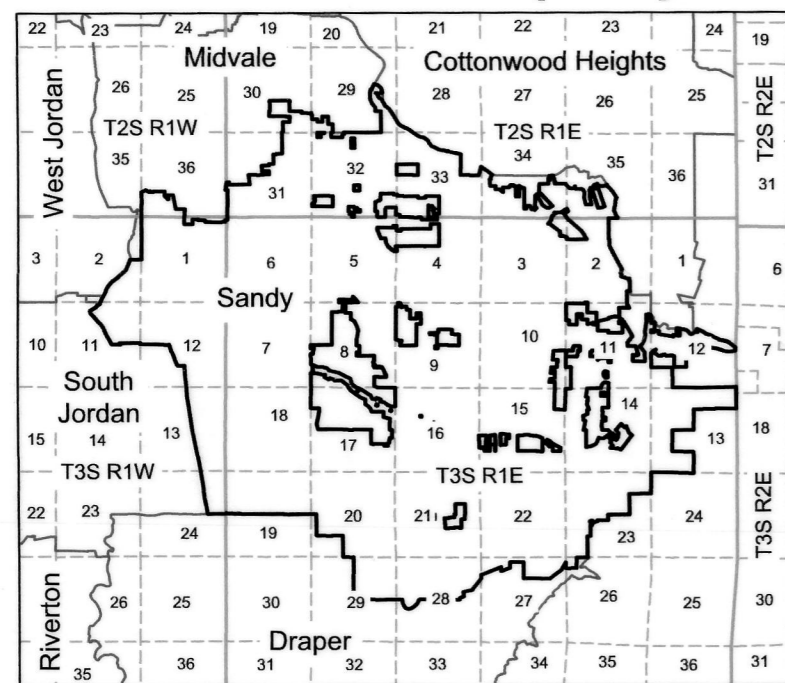 22 23 24 19 20 21 22 23 24 19
Midvale
Cottonwood Heights
26 25 30 29 28 27 26 25
T2S R1W
T2S R1E
T2S R2E
West Jordan
35 36 31 32 33 34 35 36 31
3 2 1 6 5 4 3 2 1 6
Sandy
10 11 12 7 8 9 10 11 12 7
South
Jordan
15 14 13 18 17 16 15 14 13 18
T3S R1W
T3S R1E
T3S R2E
22 23 24 19 20 21 22 23 24
Riverton
26 25 30 29 28 27 26 25 30
Draper
35 36 31 32 33 34 35 36 31